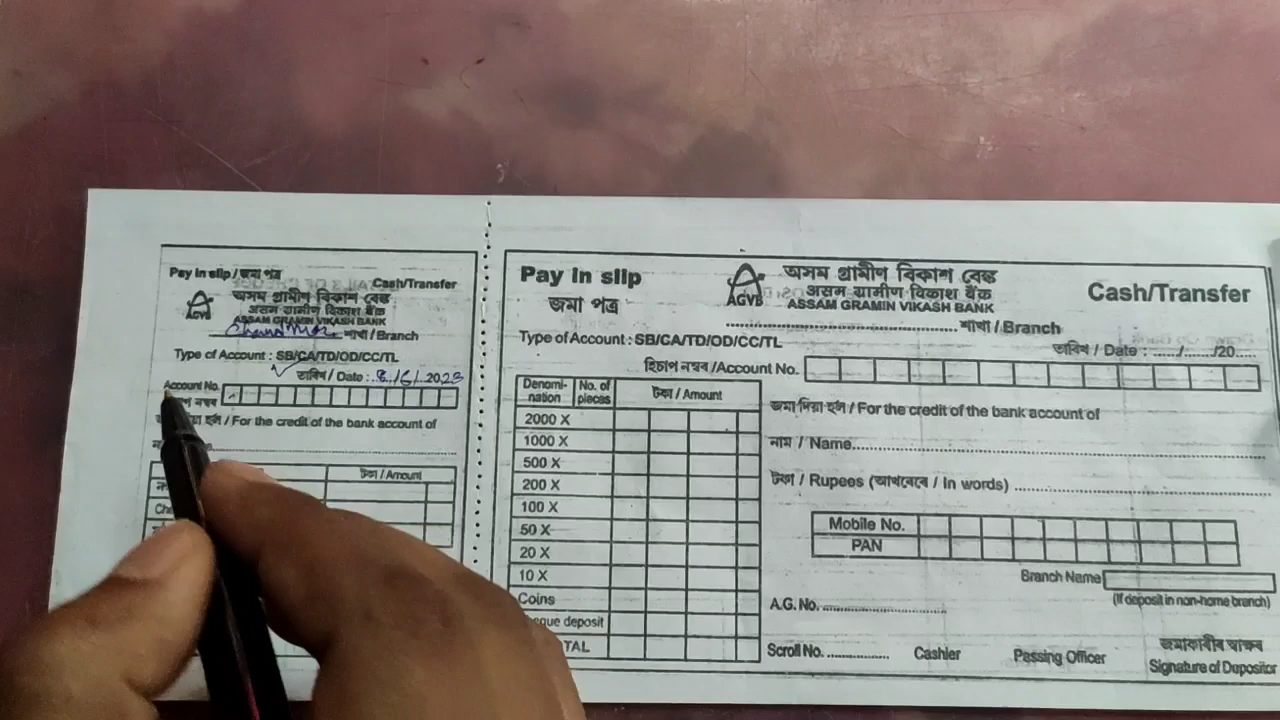 Pay in slip / জমা পত্ৰ
Cash/Transfer
অসম গ্ৰামীণ বিকাশ বেংক
असम ग्रामीण विकाश बैंक
ASSAM GRAMIN VIKASH BANK
শাখা / Branch
Type of Account : SB/CA/TD/OD/CC/TL
তাৰিখ / Date : 8/6/2023
Account No.
নম্বৰ
হ'ল / For the credit of the bank account of
টকা / Amount
Pay in slip
জমা পত্ৰ
AGVB
অসম গ্ৰামীণ বিকাশ বেংক
असम ग्रामीण विकाश बैंक
ASSAM GRAMIN VIKASH BANK
Cash/Transfer
.......... শাখা / Branch
Type of Account : SB/CA/TD/OD/CC/TL
তাৰিখ / Date : ....../....../20.....
হিচাপ নম্বৰ /Account No.
Denomi-nation No. of pieces টকা / Amount
2000 X
1000 X
500 X
200 X
100 X
50 X
20 X
10 X
Coins
deposit
TAL
জমা দিয়া হ'ল / For the credit of the bank account of
নাম / Name
টকা / Rupees (আখৰেৰে / In words)
Mobile No.
PAN
Branch Name
(If deposit in non-home branch)
A.G. No.
Scroll No. Cashier Passing Officer
জমাকাৰীৰ স্বাক্ষৰ
Signature of Depositor